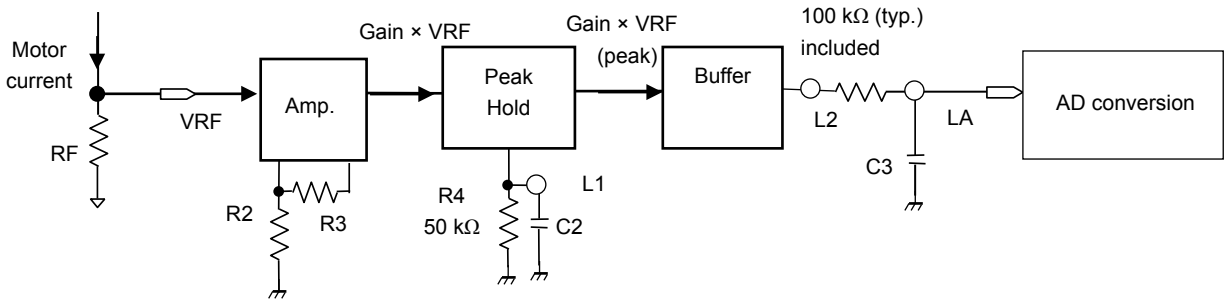 Motor
current
RF
VRF
Amp.
R2
R3
Gain × VRF
Peak
Hold
R4
50 kΩ
L1
C2
Gain × VRF
(peak)
Buffer
100 kΩ (typ.)
included
L2
C3
LA
AD conversion